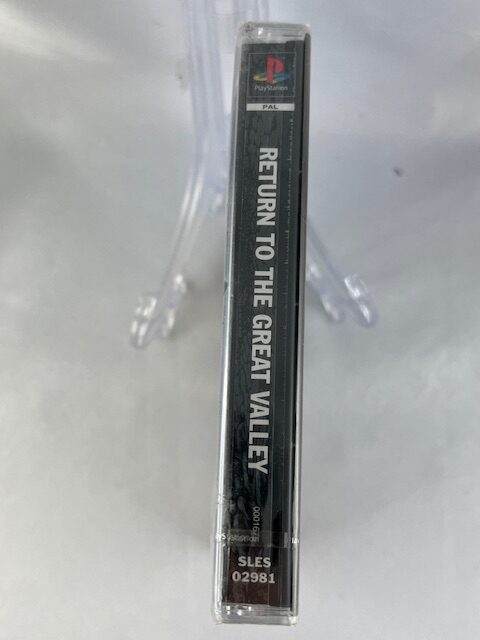 PlayStation
PAL
RETURN TO THE GREAT VALLEY
SLES
02981